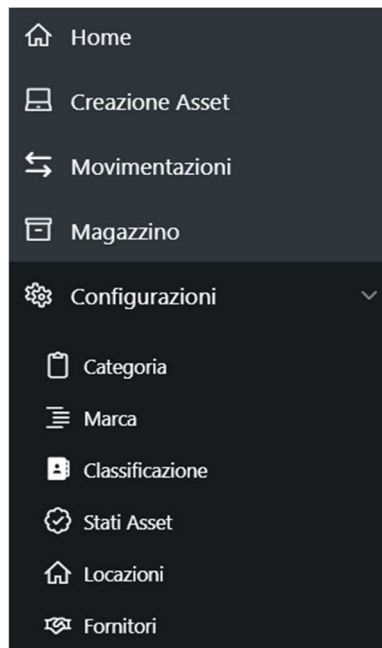 Home
Creazione Asset
Movimentazioni
Magazzino
Configurazioni
Categoria
Marca
Classificazione
Stati Asset
Locazioni
Fornitori